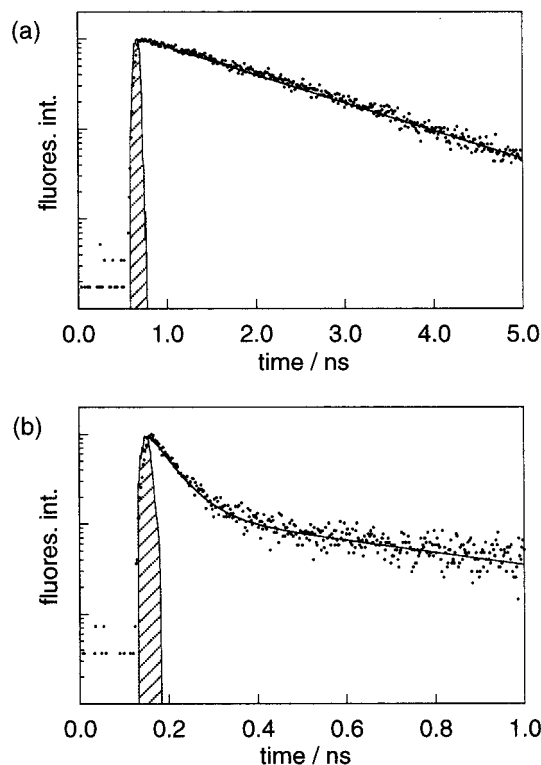 (a)
fluores. int.
0.0 1.0 2.0 3.0 4.0 5.0
time / ns
(b)
fluores. int.
0.0 0.2 0.4 0.6 0.8 1.0
time / ns